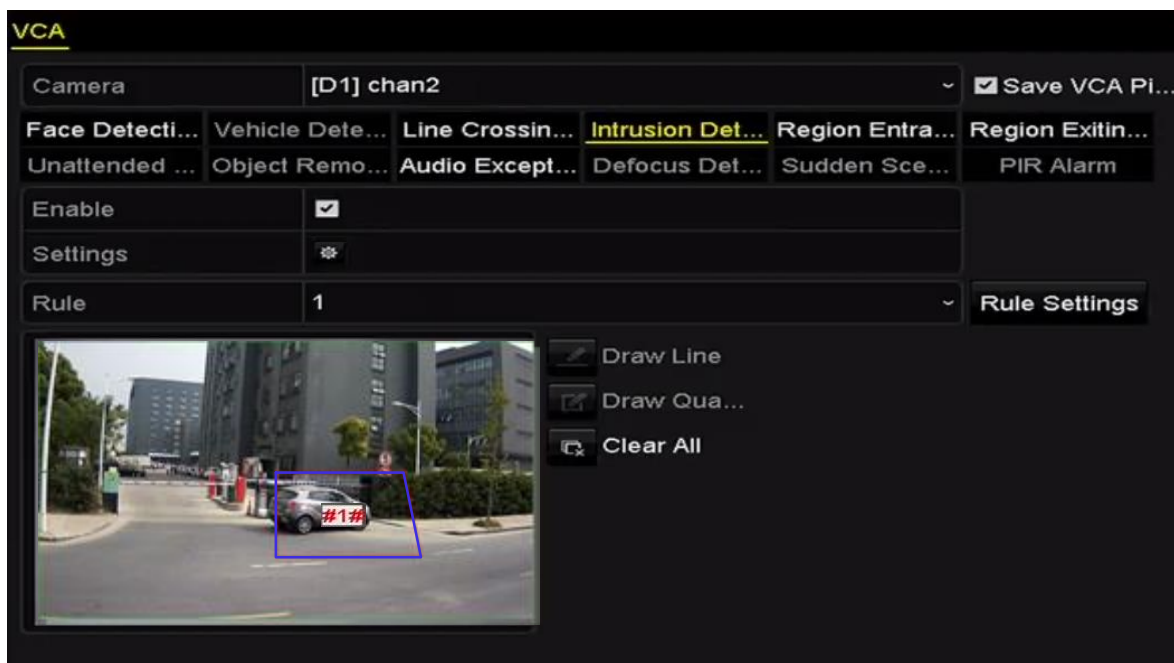 VCA
Camera [D1] chan2 Save VCA Pi...
Face Detecti... Vehicle Dete... Line Crossin... Intrusion Det... Region Entra... Region Exitin...
Unattended ... Object Remo... Audio Except... Defocus Det... Sudden Sce... PIR Alarm
Enable
Settings
Rule 1 Rule Settings
Draw Line
Draw Qua...
Clear All
#1#